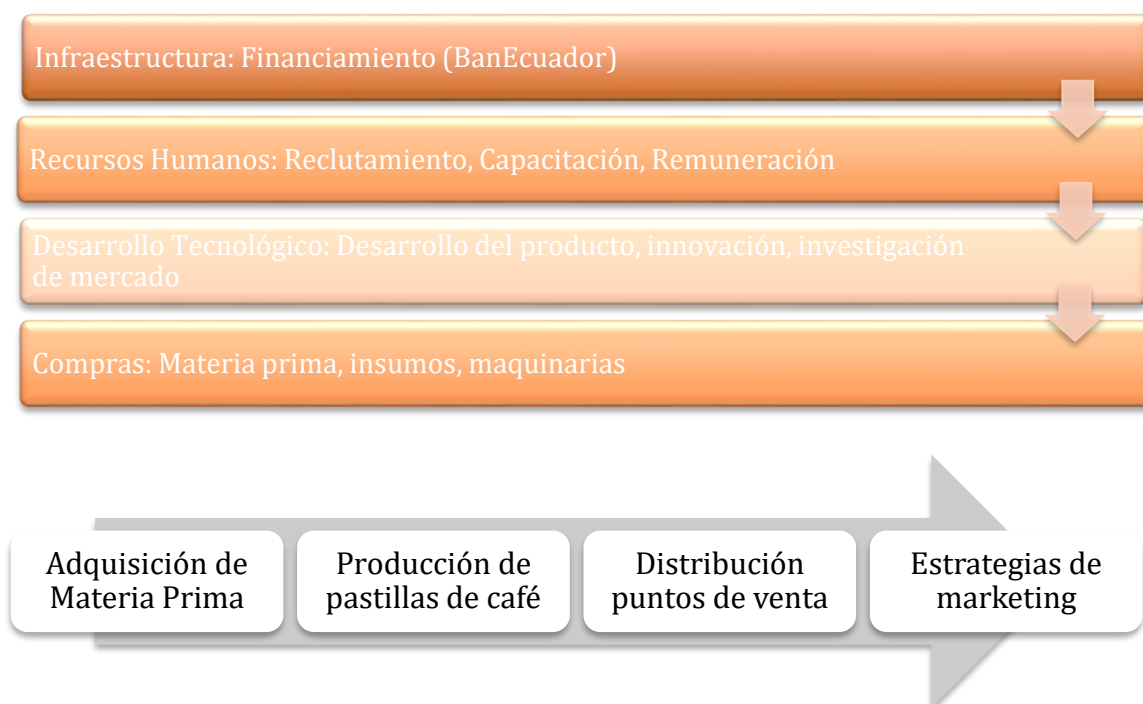 Infraestructura: Financiamiento (BanEcuador)
Recursos Humanos: Reclutamiento, Capacitación, Remuneración
Desarrollo Tecnológico: Desarrollo del producto, innovación, investigación
de mercado
Compras: Materia prima, insumos, maquinarias
Adquisición de
Materia Prima
Producción de
pastillas de café
Distribución
puntos de venta
Estrategias de
marketing